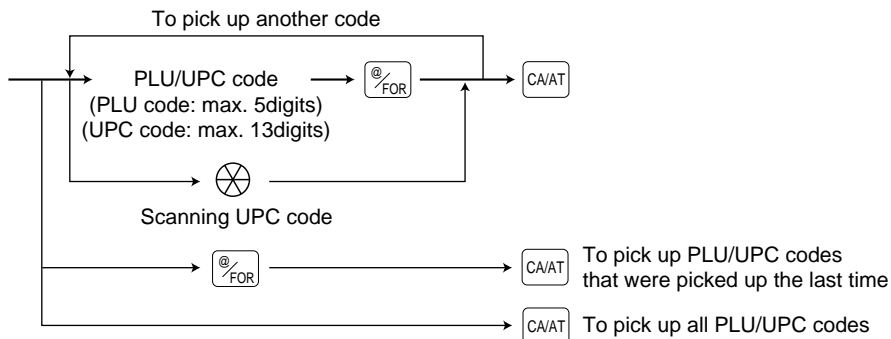 To pick up another code
PLU/UPC code
@/FOR
CA/AT
(PLU code: max. 5digits)
(UPC code: max. 13digits)
Scanning UPC code
@/FOR
CA/AT
To pick up PLU/UPC codes
that were picked up the last time
CA/AT
To pick up all PLU/UPC codes